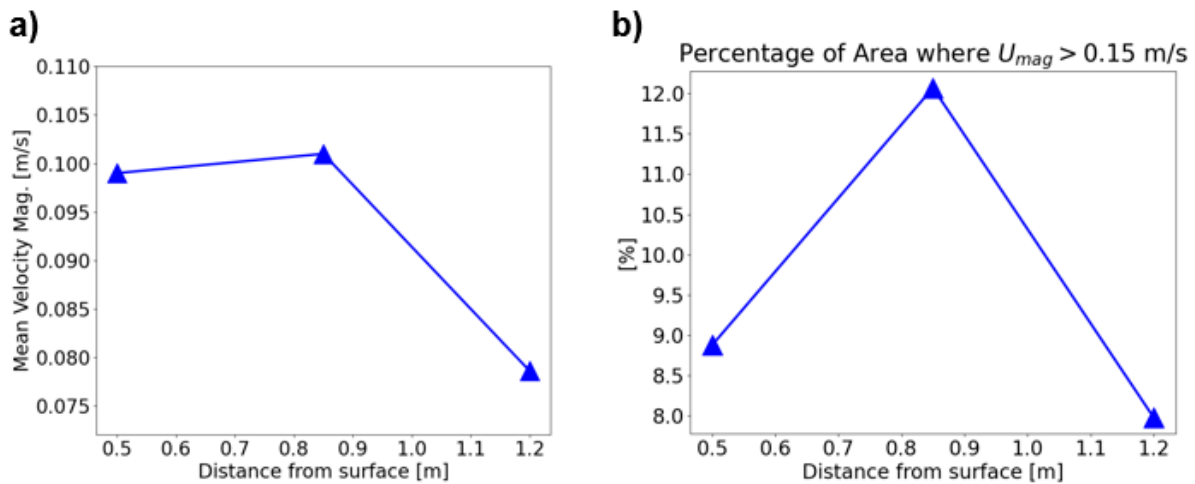 a)
0.110
0.105
0.100
0.095
0.090
0.085
0.080
0.075
Mean Velocity Mag. [m/s]
0.5 0.6 0.7 0.8 0.9 1.0 1.1 1.2
Distance from surface [m]
b)
Percentage of Area where U_mag > 0.15 m/s
12.0
11.5
11.0
10.5
10.0
9.5
9.0
8.5
8.0
[%]
0.5 0.6 0.7 0.8 0.9 1.0 1.1 1.2
Distance from surface [m]